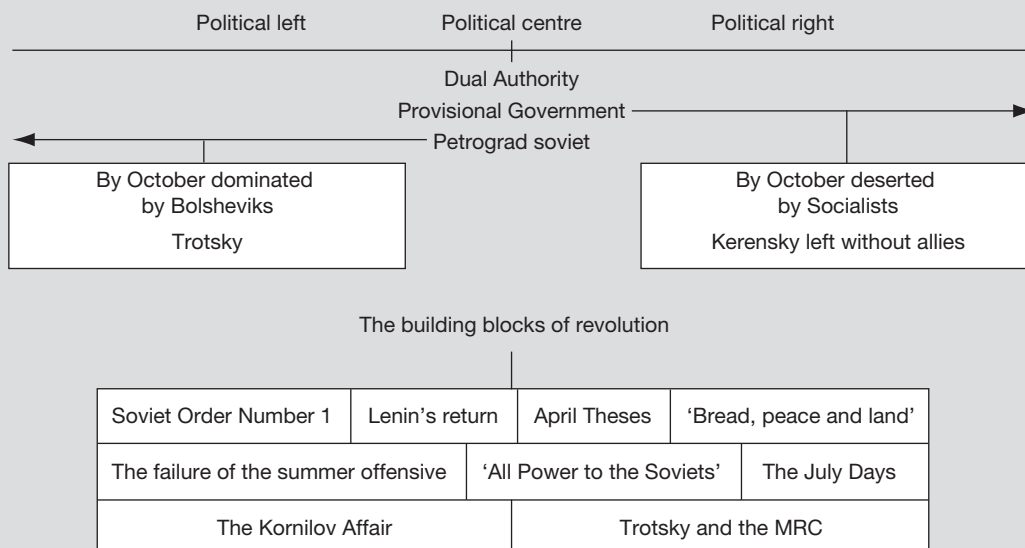 Political left Political centre Political right
Dual Authority
Provisional Government
Petrograd soviet
By October dominated
by Bolsheviks
Trotsky
By October deserted
by Socialists
Kerensky left without allies
The building blocks of revolution
Soviet Order Number 1 Lenin’s return April Theses ‘Bread, peace and land’
The failure of the summer offensive ‘All Power to the Soviets’ The July Days
The Kornilov Affair Trotsky and the MRC